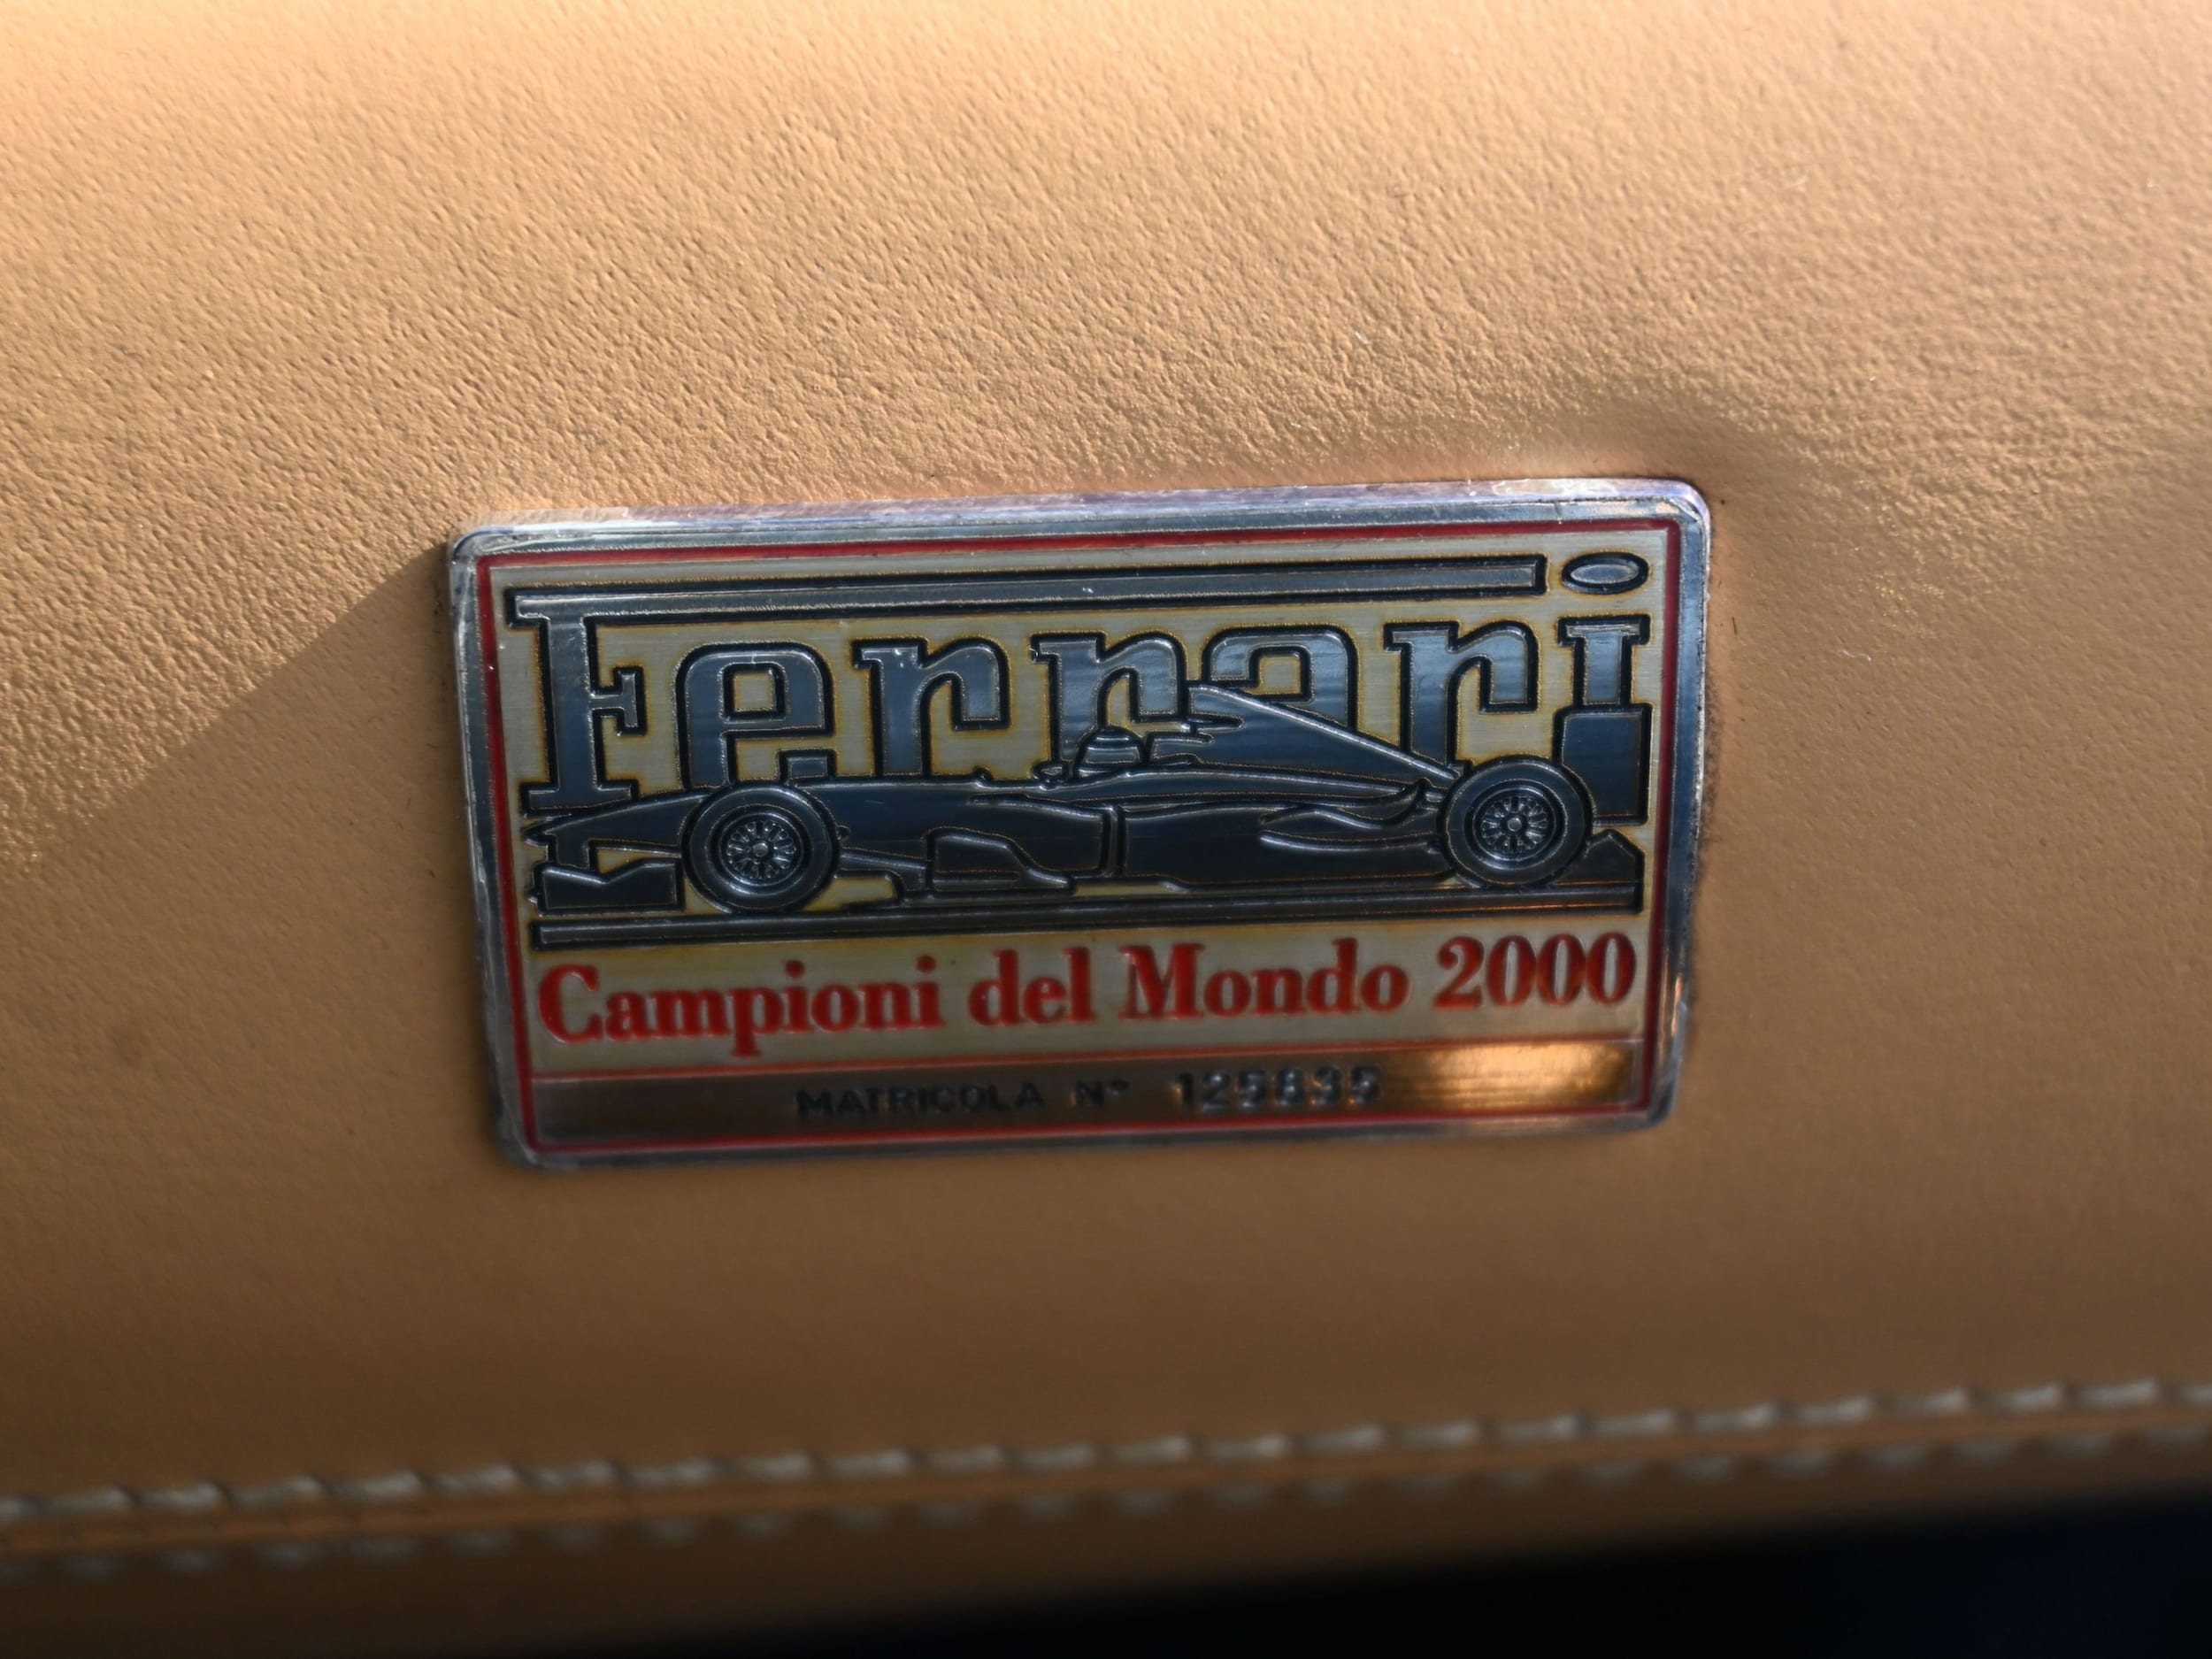 Ferrari
Campioni del Mondo 2000
MATRICOLA N° 125835